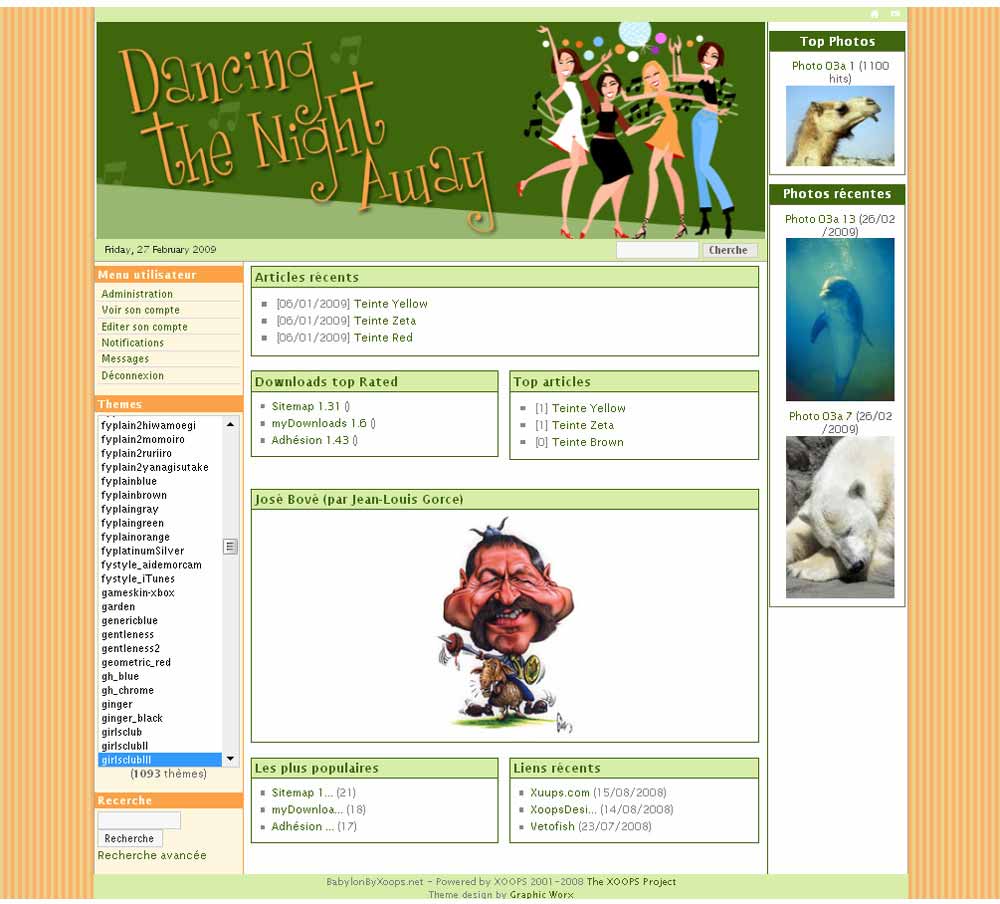 Dancing
the Night
Away
Friday, 27 February 2009
Cherche
Menu utilisateur
Administration
Voir son compte
Editer son compte
Notifications
Messages
Déconnexion
Themes
fyplain2hiwamoegi
fyplain2momoiro
fyplain2ruriiro
fyplain2yanagisutake
fyplainblue
fyplainbrown
fyplaingray
fyplaingreen
fyplainorange
fyplatinumSilver
fystyle_aidemorcam
fystyle_iTunes
gameskin-xbox
garden
genericblue
gentleness
gentleness2
geometric_red
gh_blue
gh_chrome
ginger
ginger_black
girlsclub
girlsclubII
girlsclubIII
(1093 thèmes)
Recerche
Recherche
Recherche avancée
Articles récents
[06/01/2009] Teinte Yellow
[06/01/2009] Teinte Zeta
[06/01/2009] Teinte Red
Downloads top Rated
Sitemap 1.31 ()
myDownloads 1.6 ()
Adhésion 1.43 ()
Top articles
[1] Teinte Yellow
[1] Teinte Zeta
[0] Teinte Brown
José Bové (par Jean-Louis Gorce)
Les plus populaires
Sitemap 1... (21)
myDownloa... (18)
Adhésion ... (17)
Liens récents
Xuups.com (15/08/2008)
XoopsDesi... (14/08/2008)
Vetofish (23/07/2008)
Top Photos
Photo 03a 1 (1100
hits)
Photos récentes
Photo 03a 13 (26/02
/2009)
Photo 03a 7 (26/02
/2009)
BabylonByXoops.net - Powered by XOOPS 2001-2008 The XOOPS Project
Theme design by Graphic Worx